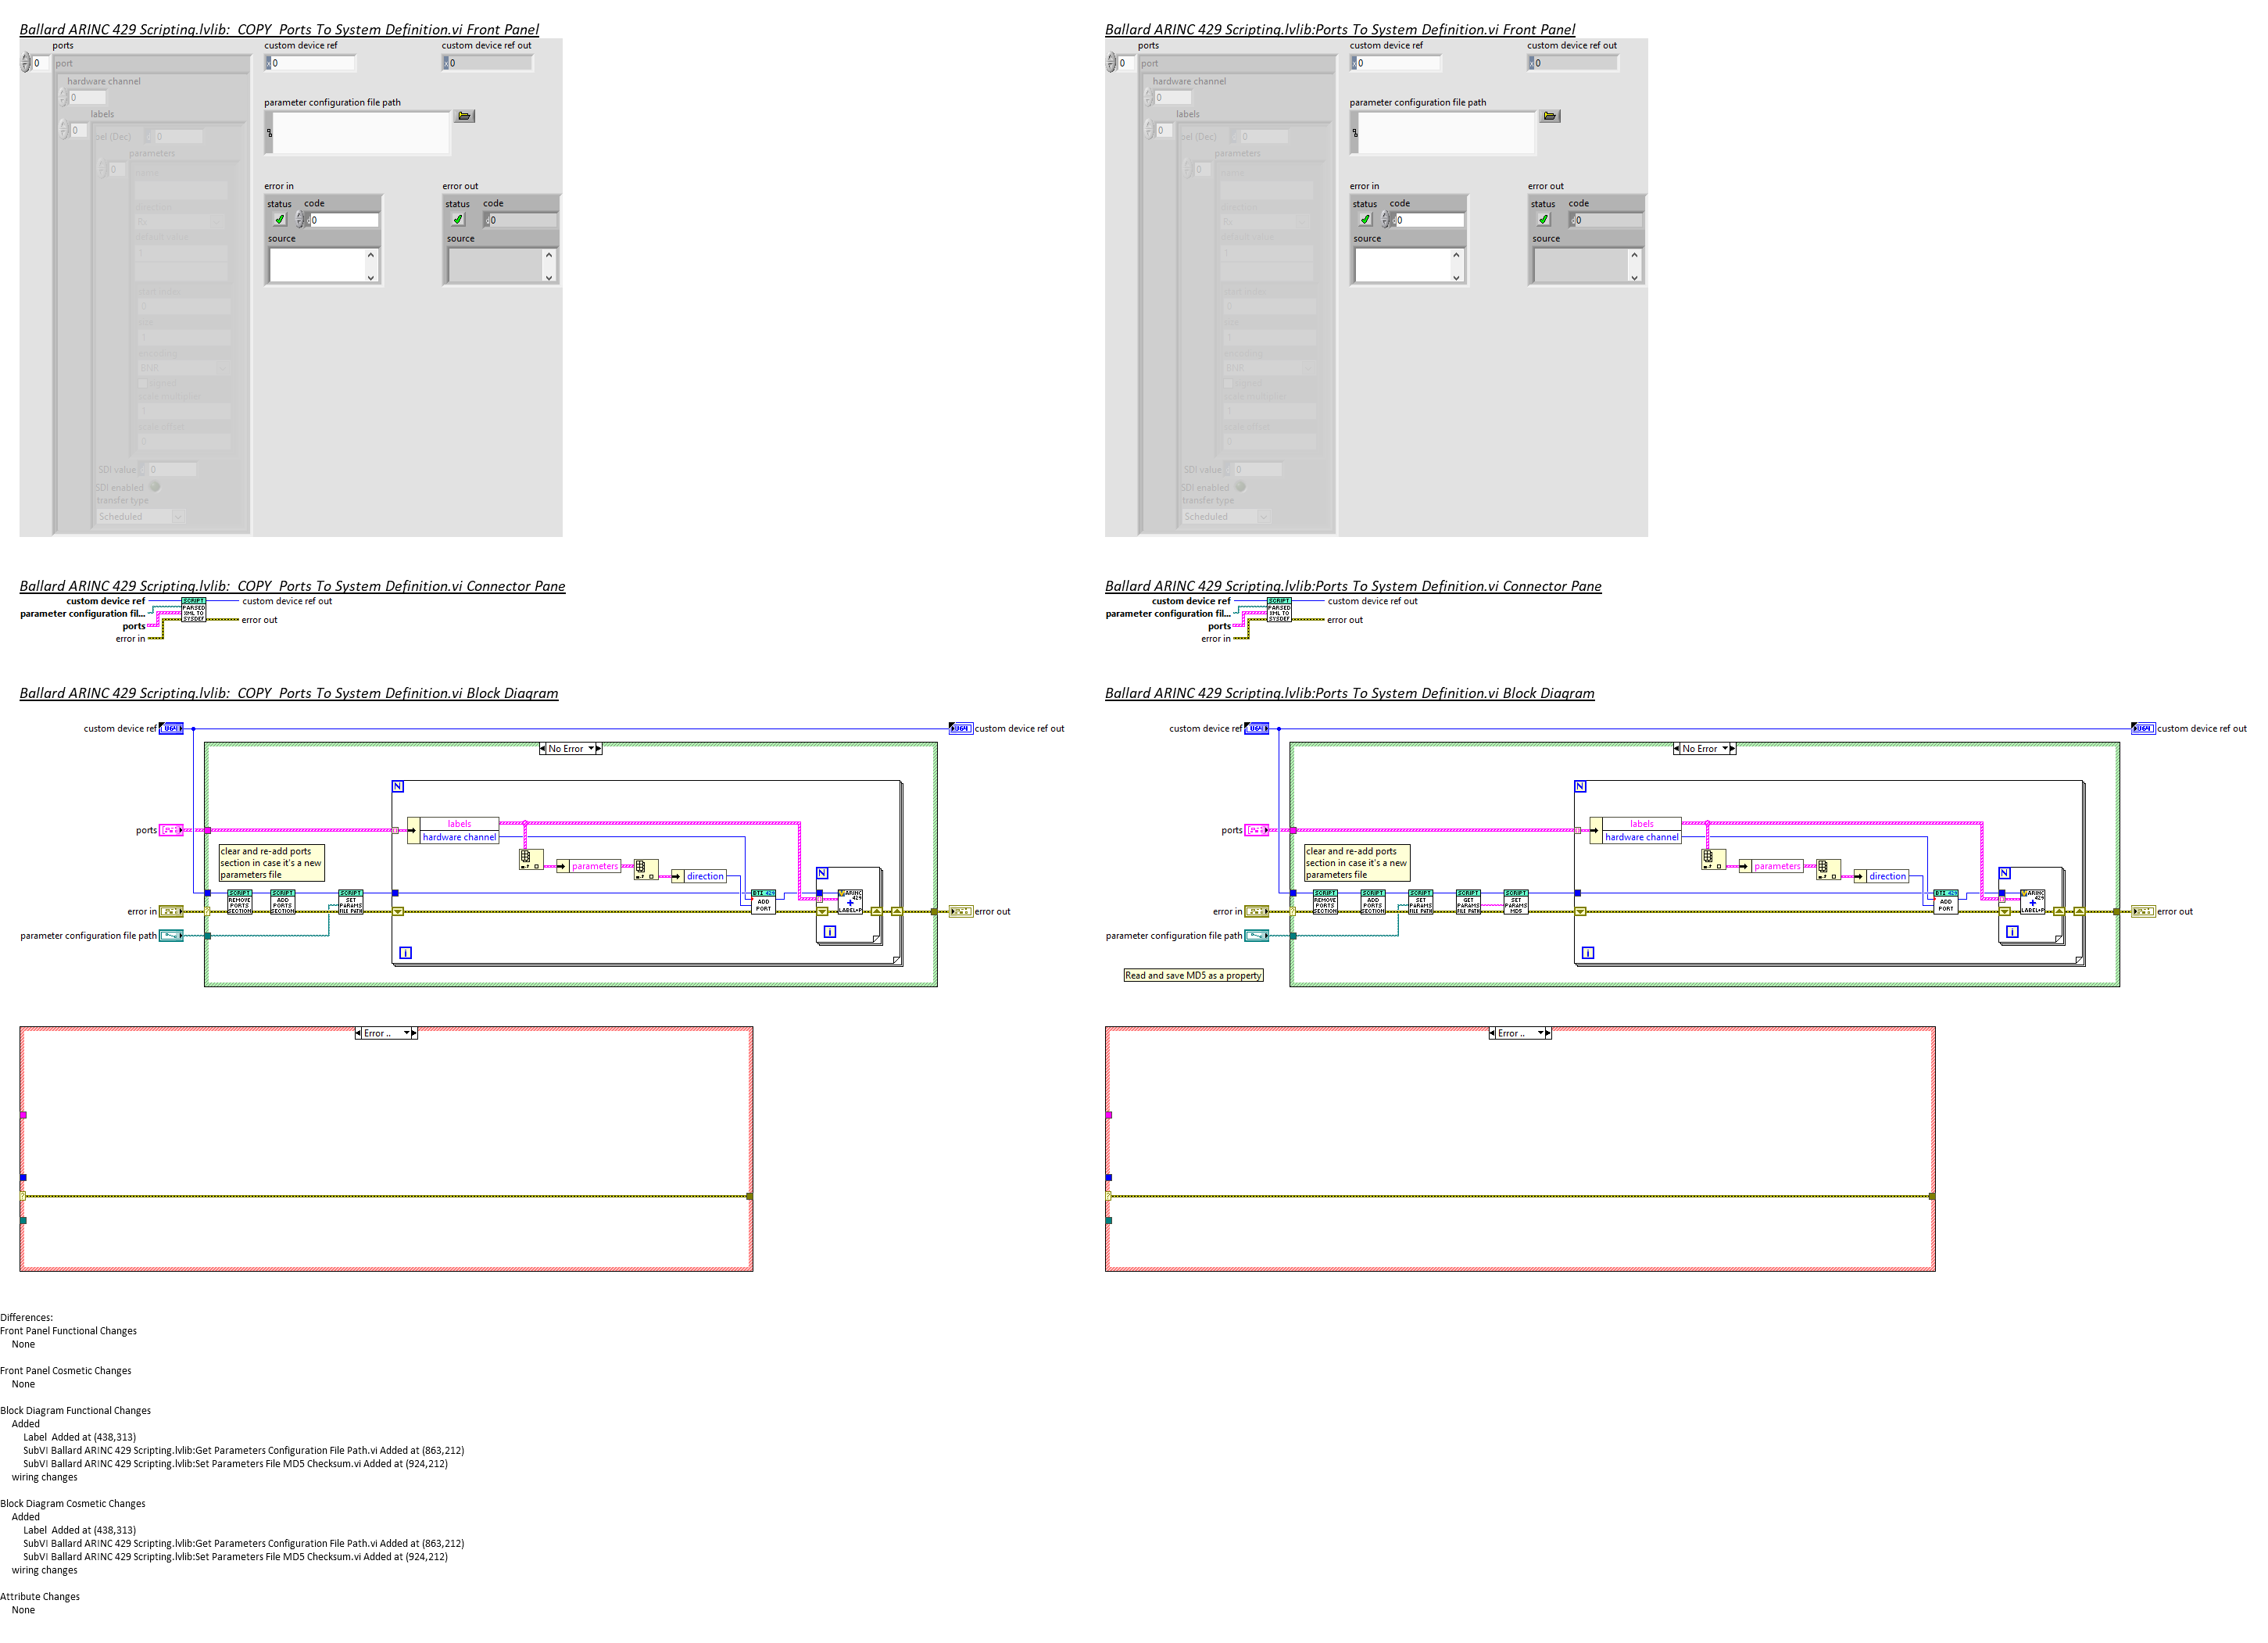 Ballard ARINC 429 Scripting.lvlib:_COPY_Ports To System Definition.vi Front Panel
ports
0
port
hardware channel
0
labels
0
0
parameters
0
SDI value
0
SDI enabled
transfer type
Scheduled
custom device ref
0
custom device ref out
0
parameter configuration file path
error in
status
code
0
source
error out
status
code
0
source
Ballard ARINC 429 Scripting.lvlib:Ports To System Definition.vi Front Panel
ports
0
port
hardware channel
0
labels
0
0
parameters
0
SDI value
0
SDI enabled
transfer type
Scheduled
custom device ref
0
custom device ref out
0
parameter configuration file path
error in
status
code
0
source
error out
status
code
0
source
Ballard ARINC 429 Scripting.lvlib:_COPY_Ports To System Definition.vi Connector Pane
custom device ref
parameter configuration fil...
ports
error in
SCRIPT
PARSED
XML TO
SYSDEF
custom device ref out
error out
Ballard ARINC 429 Scripting.lvlib:Ports To System Definition.vi Connector Pane
custom device ref
parameter configuration fil...
ports
error in
SCRIPT
PARSED
XML TO
SYSDEF
custom device ref out
error out
Ballard ARINC 429 Scripting.lvlib:_COPY_Ports To System Definition.vi Block Diagram
custom device ref
custom device ref out
No Error
N
ports
labels
hardware channel
clear and re-add ports
section in case it's a new
parameters file
parameters
direction
N
SCRIPT
REMOVE
PORTS
SECTION
SCRIPT
ADD
PORTS
SECTION
SCRIPT
SET
PARAMS
FILE PATH
BTI 429
ADD
PORT
ARINC
429
LABEL+P
error in
error out
parameter configuration file path
i
i
Error ..
Ballard ARINC 429 Scripting.lvlib:Ports To System Definition.vi Block Diagram
custom device ref
custom device ref out
No Error
N
ports
labels
hardware channel
clear and re-add ports
section in case it's a new
parameters file
parameters
direction
N
SCRIPT
REMOVE
PORTS
SECTION
SCRIPT
ADD
PORTS
SECTION
SCRIPT
SET
PARAMS
FILE PATH
SCRIPT
GET
PARAMS
FILE PATH
SCRIPT
SET
PARAMS
MD5
BTI 429
ADD
PORT
ARINC
429
LABEL+P
error in
error out
parameter configuration file path
i
i
Read and save MD5 as a property
Error ..
Differences:
Front Panel Functional Changes
None
Front Panel Cosmetic Changes
None
Block Diagram Functional Changes
Added
Label  Added at (438,313)
SubVI Ballard ARINC 429 Scripting.lvlib:Get Parameters Configuration File Path.vi Added at (863,212)
SubVI Ballard ARINC 429 Scripting.lvlib:Set Parameters File MD5 Checksum.vi Added at (924,212)
wiring changes
Block Diagram Cosmetic Changes
Added
Label  Added at (438,313)
SubVI Ballard ARINC 429 Scripting.lvlib:Get Parameters Configuration File Path.vi Added at (863,212)
SubVI Ballard ARINC 429 Scripting.lvlib:Set Parameters File MD5 Checksum.vi Added at (924,212)
wiring changes
Attribute Changes
None